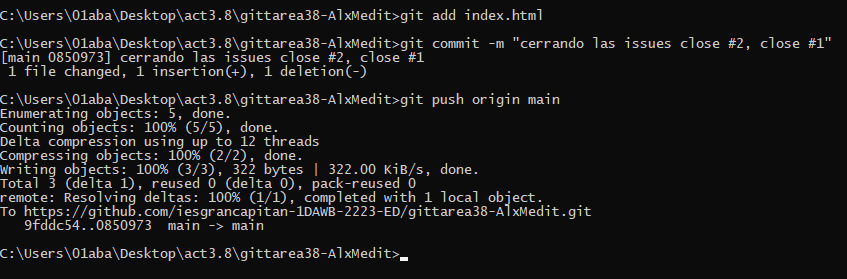 C:\Users\01aba\Desktop\act3.8\gittarea38-AlxMedit>git add index.html
C:\Users\01aba\Desktop\act3.8\gittarea38-AlxMedit>git commit -m "cerrando las issues close #2, close #1"
[main 0850973] cerrando las issues close #2, close #1
 1 file changed, 1 insertion(+), 1 deletion(-)
C:\Users\01aba\Desktop\act3.8\gittarea38-AlxMedit>git push origin main
Enumerating objects: 5, done.
Counting objects: 100% (5/5), done.
Delta compression using up to 12 threads
Compressing objects: 100% (2/2), done.
Writing objects: 100% (3/3), 322 bytes | 322.00 KiB/s, done.
Total 3 (delta 1), reused 0 (delta 0), pack-reused 0
remote: Resolving deltas: 100% (1/1), completed with 1 local object.
To https://github.com/iesgrancapitan-1DAWB-2223-ED/gittarea38-AlxMedit.git
   9fddc54..0850973  main -> main
C:\Users\01aba\Desktop\act3.8\gittarea38-AlxMedit>